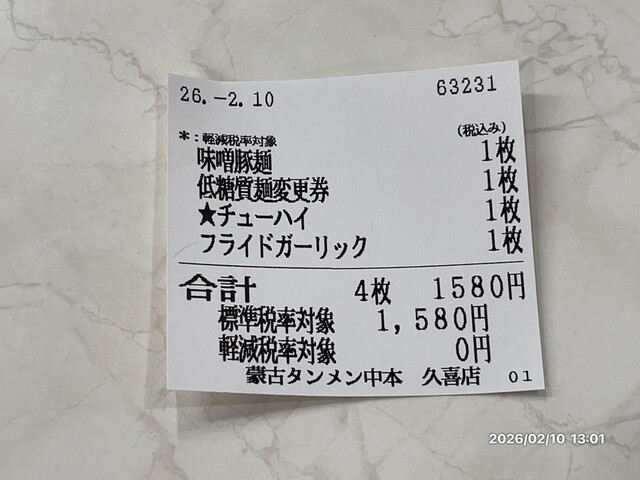 26.-2.10 63231
*:軽減税率対象 (税込み)
味噌豚麺 1枚
低糖質麺変更券 1枚
★チューハイ 1枚
フライドガーリック 1枚
合計 4枚 1580円
標準税率対象 1,580円
軽減税率対象 0円
蒙古タンメン中本 久喜店 01
2026/02/10 13:01